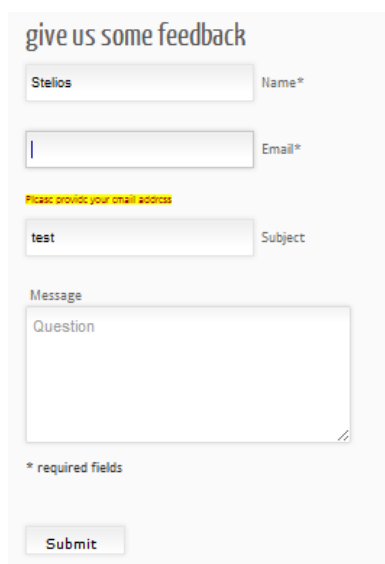 give us some feedback
Stelios Name*
Email*
Please provide your email address
test Subject
Message
Question
* required fields
Submit